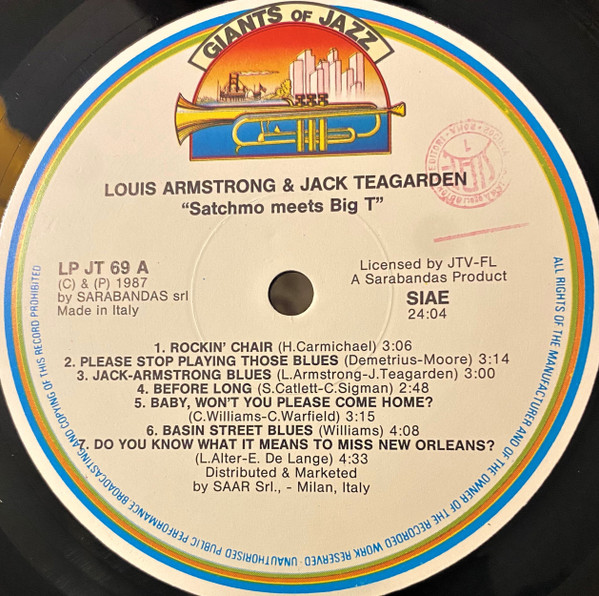 GIANTS OF JAZZ
LOUIS ARMSTRONG & JACK TEAGARDEN
"Satchmo meets Big T"
LP JT 69 A
(C) & (P) 1987
by SARABANDAS srl
Made in Italy
Licensed by JTV-FL
A Sarabandas Product
SIAE
24:04
1. ROCKIN' CHAIR (H.Carmichael) 3:06
2. PLEASE STOP PLAYING THOSE BLUES (Demetrius-Moore) 3:14
3. JACK-ARMSTRONG BLUES (L.Armstrong-J.Teagarden) 3:00
4. BEFORE LONG (S.Catlett-C.Sigman) 2:48
5. BABY, WON'T YOU PLEASE COME HOME?
(C.Williams-C.Warfield) 3:15
6. BASIN STREET BLUES (Williams) 4:08
7. DO YOU KNOW WHAT IT MEANS TO MISS NEW ORLEANS?
(L.Alter-E. De Lange) 4:33
Distributed & Marketed
by SAAR Srl., - Milan, Italy
ALL RIGHTS OF THE MANUFACTURER AND OF THE OWNER OF THE RECORDED WORK RESERVED · UNAUTHORISED PUBLIC PERFORMANCE BROADCASTING AND COPYING OF THIS RECORD PROHIBITED